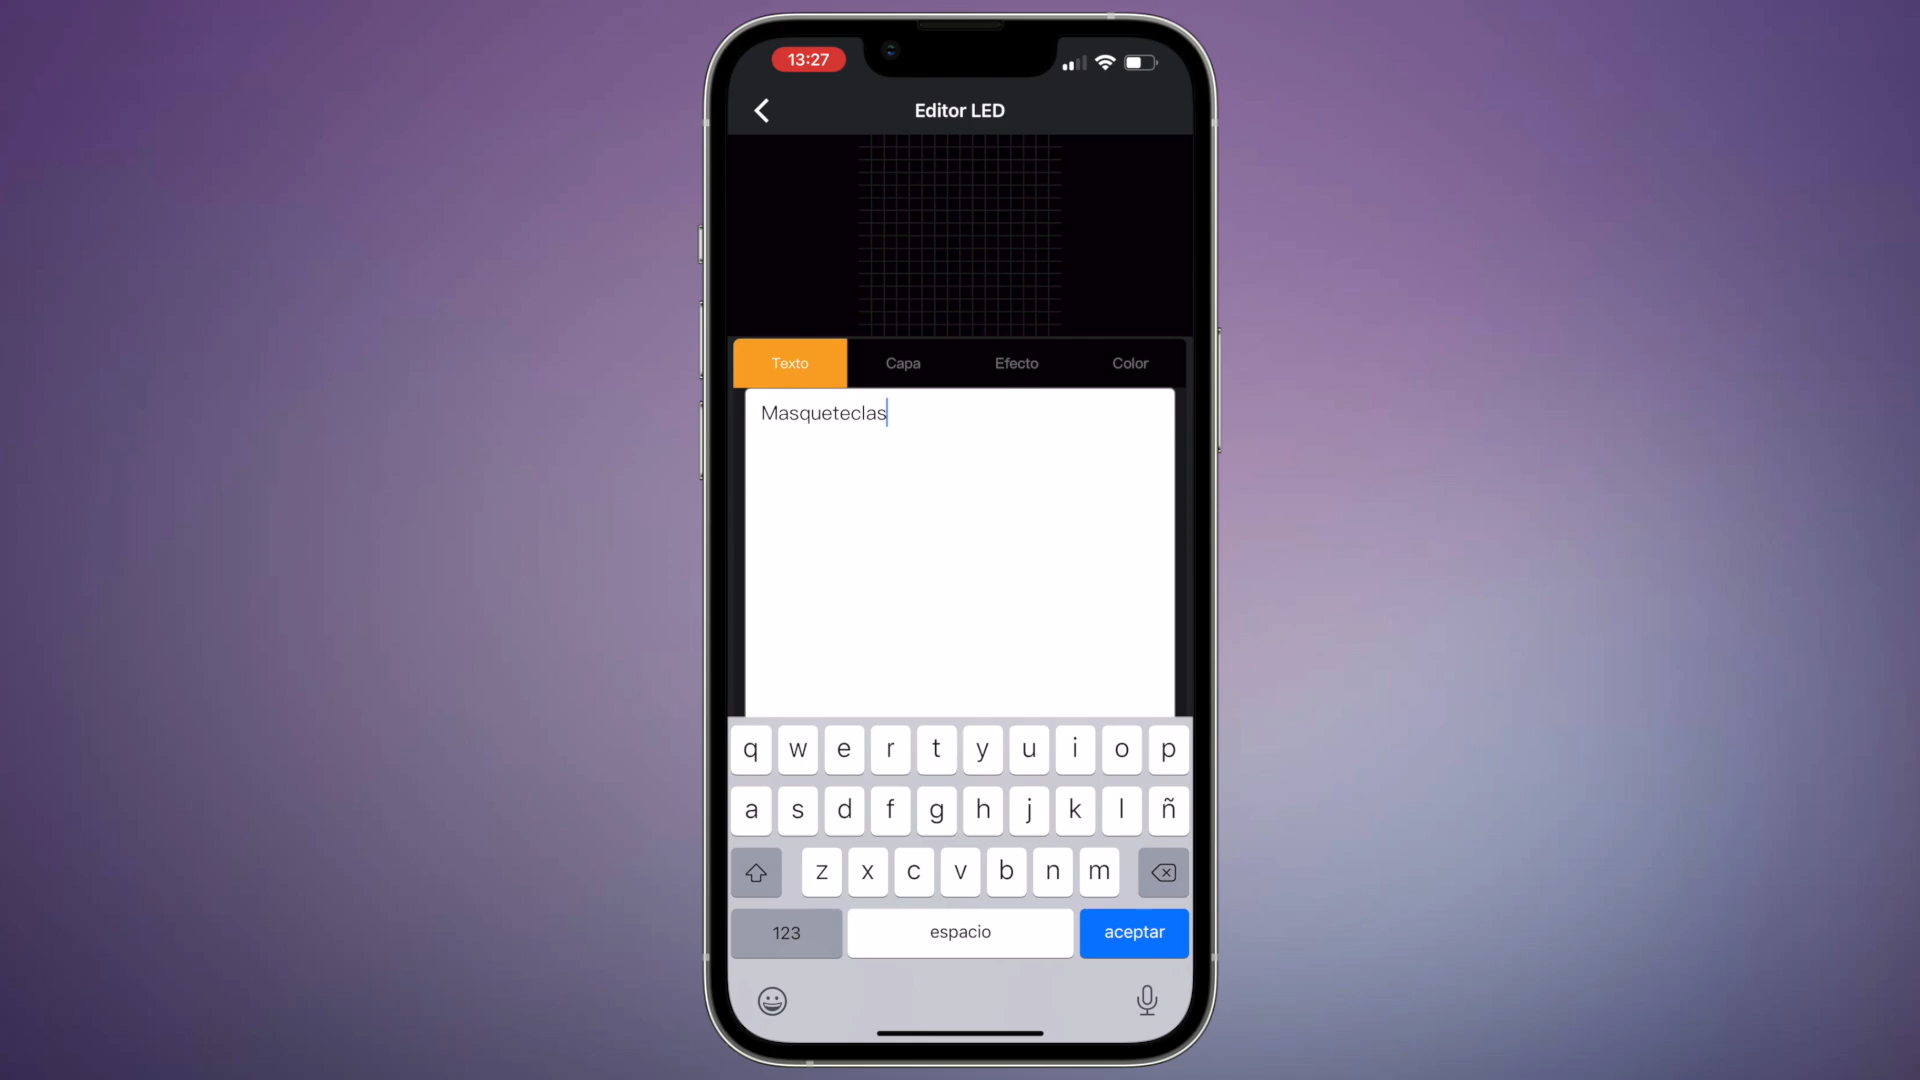 13:27
Editor LED
Texto Capa Efecto Color
Masqueteclas
q w e r t y u i o p
a s d f g h j k l ñ
z x c v b n m
123 espacio aceptar